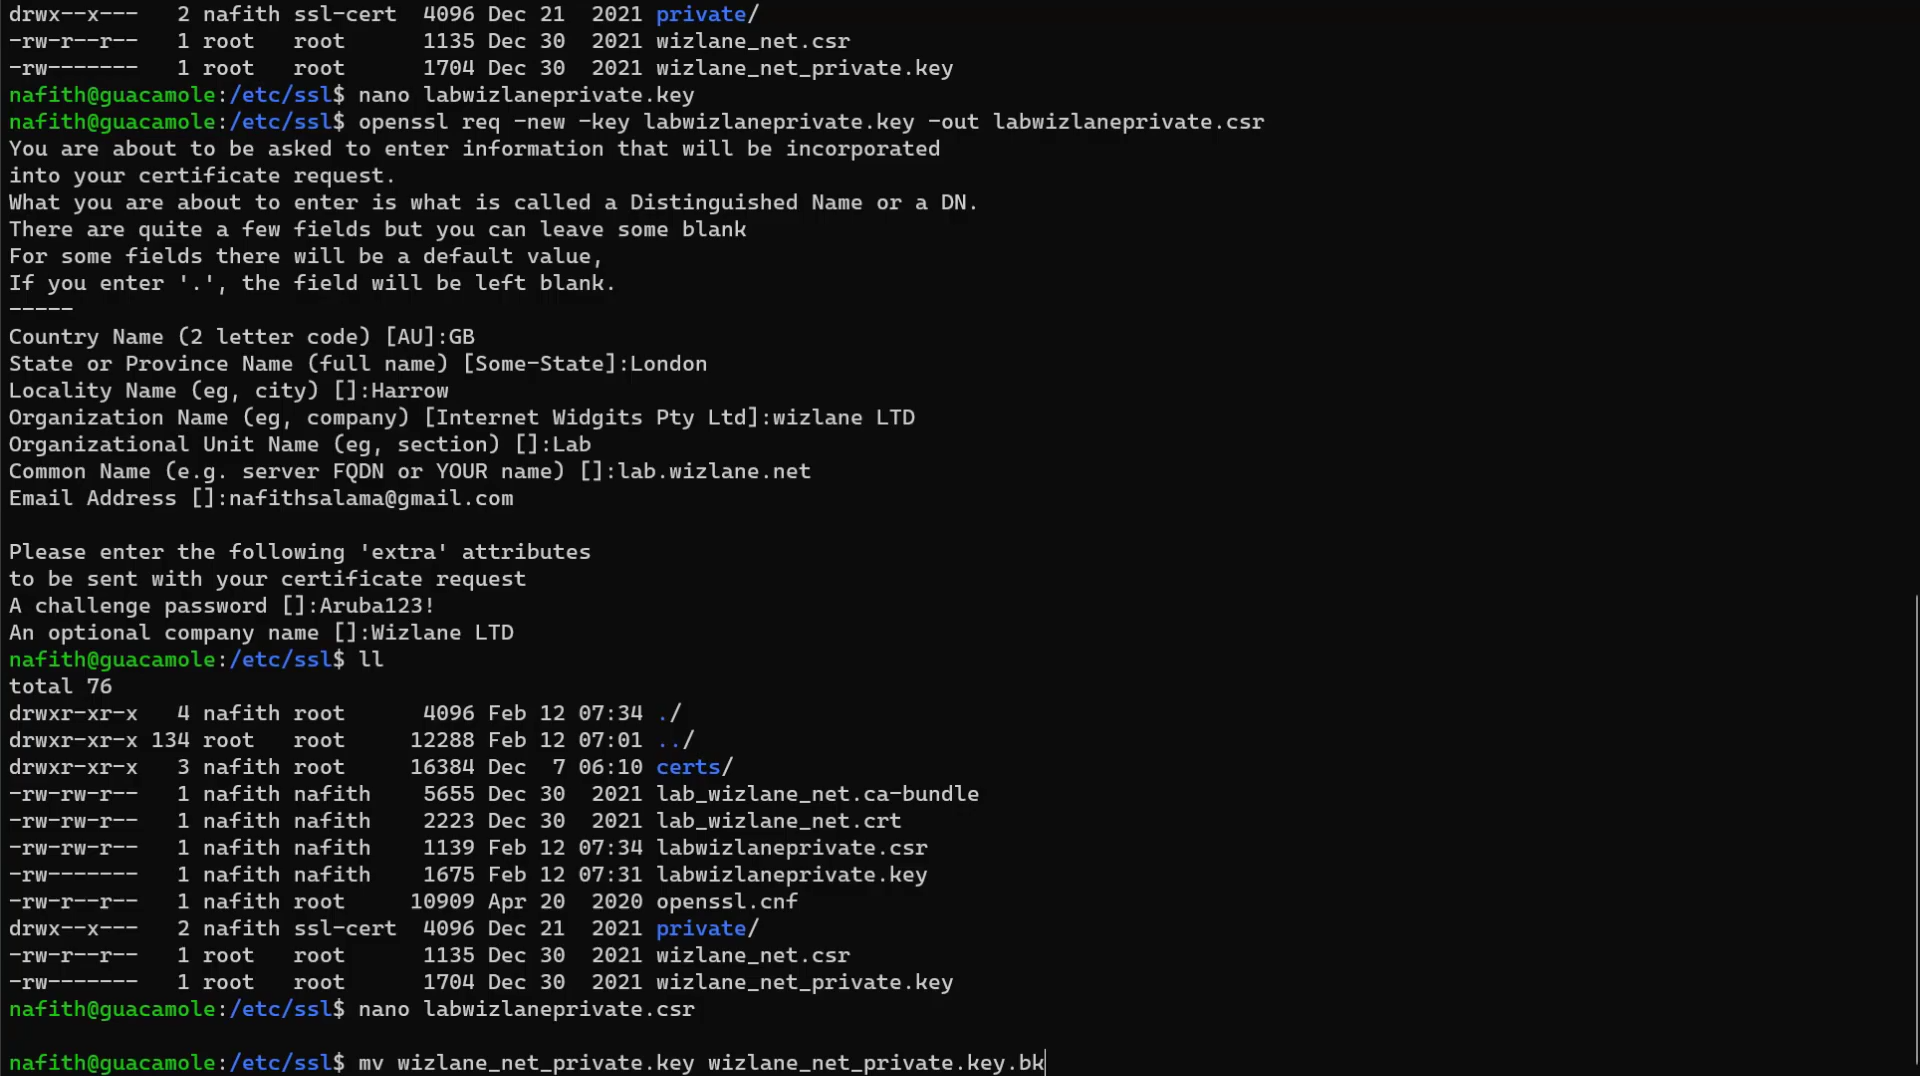 drwx--x---   2 nafith ssl-cert  4096 Dec 21  2021 private/
-rw-r--r--   1 root   root      1135 Dec 30  2021 wizlane_net.csr
-rw-------   1 root   root      1704 Dec 30  2021 wizlane_net_private.key
nafith@guacamole:/etc/ssl$ nano labwizlaneprivate.key
nafith@guacamole:/etc/ssl$ openssl req -new -key labwizlaneprivate.key -out labwizlaneprivate.csr
You are about to be asked to enter information that will be incorporated
into your certificate request.
What you are about to enter is what is called a Distinguished Name or a DN.
There are quite a few fields but you can leave some blank
For some fields there will be a default value,
If you enter '.', the field will be left blank.
-----
Country Name (2 letter code) [AU]:GB
State or Province Name (full name) [Some-State]:London
Locality Name (eg, city) []:Harrow
Organization Name (eg, company) [Internet Widgits Pty Ltd]:wizlane LTD
Organizational Unit Name (eg, section) []:Lab
Common Name (e.g. server FQDN or YOUR name) []:lab.wizlane.net
Email Address []:nafithsalama@gmail.com

Please enter the following 'extra' attributes
to be sent with your certificate request
A challenge password []:Aruba123!
An optional company name []:Wizlane LTD
nafith@guacamole:/etc/ssl$ ll
total 76
drwxr-xr-x   4 nafith root      4096 Feb 12 07:34 ./
drwxr-xr-x 134 root   root     12288 Feb 12 07:01 ../
drwxr-xr-x   3 nafith root     16384 Dec  7 06:10 certs/
-rw-rw-r--   1 nafith nafith    5655 Dec 30  2021 lab_wizlane_net.ca-bundle
-rw-rw-r--   1 nafith nafith    2223 Dec 30  2021 lab_wizlane_net.crt
-rw-rw-r--   1 nafith nafith    1139 Feb 12 07:34 labwizlaneprivate.csr
-rw-------   1 nafith nafith    1675 Feb 12 07:31 labwizlaneprivate.key
-rw-r--r--   1 nafith root     10909 Apr 20  2020 openssl.cnf
drwx--x---   2 nafith ssl-cert  4096 Dec 21  2021 private/
-rw-r--r--   1 root   root      1135 Dec 30  2021 wizlane_net.csr
-rw-------   1 root   root      1704 Dec 30  2021 wizlane_net_private.key
nafith@guacamole:/etc/ssl$ nano labwizlaneprivate.csr

nafith@guacamole:/etc/ssl$ mv wizlane_net_private.key wizlane_net_private.key.bk